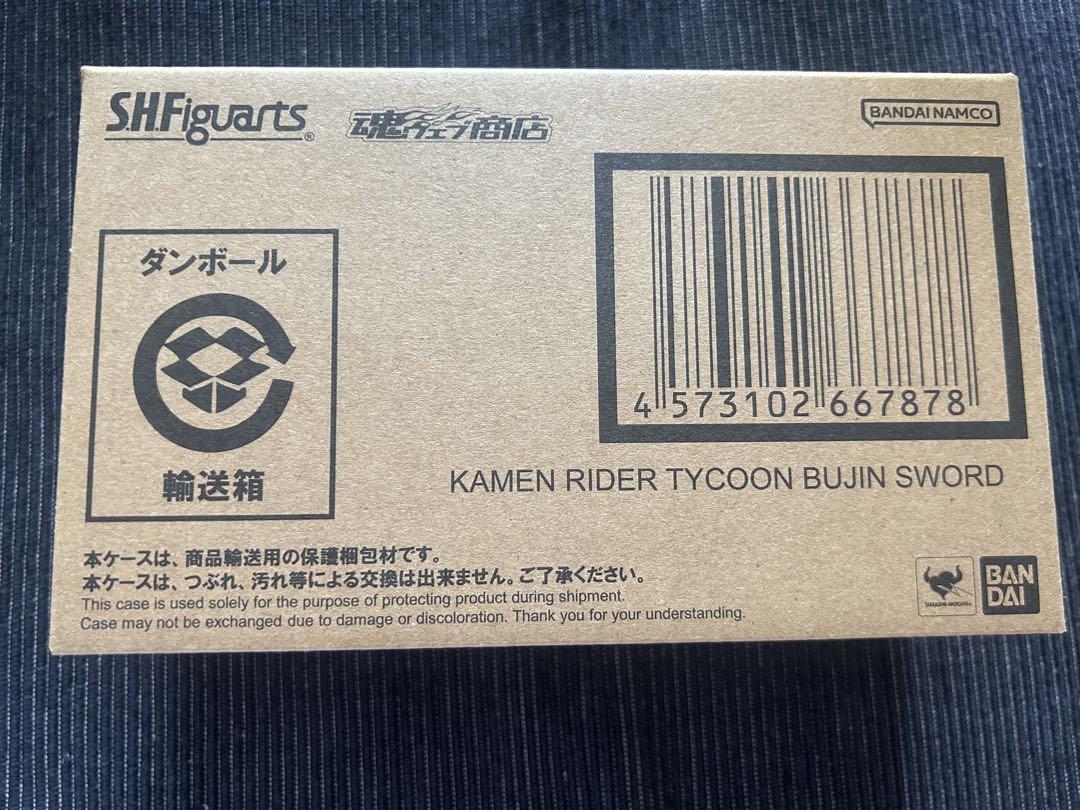 S.H.Figuarts®
魂ウェブ商店
BANDAI NAMCO
ダンボール
輸送箱
4 573102 667878
KAMEN RIDER TYCOON BUJIN SWORD
本ケースは、商品輸送用の保護梱包材です。
本ケースは、つぶれ、汚れ等による交換は出来ません。ご了承ください。
This case is used solely for the purpose of protecting product during shipment.
Case may not be exchanged due to damage or discoloration. Thank you for your understanding.
TAMASHII NATIONS
BAN
DAI